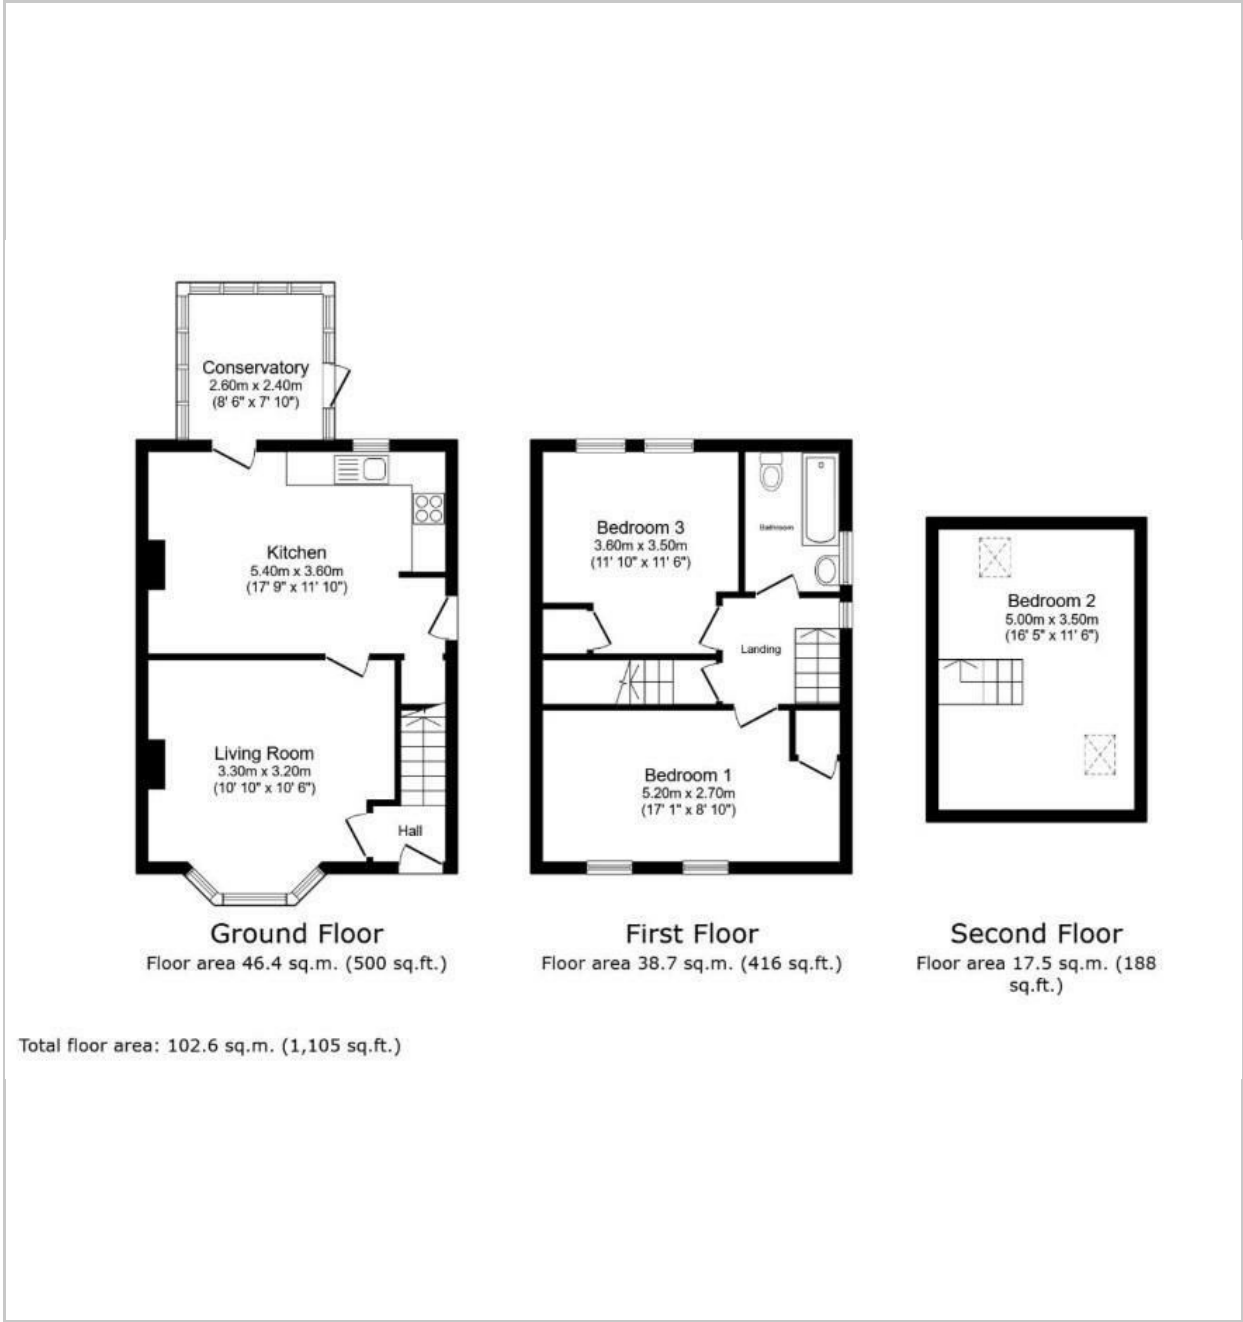 Conservatory
2.60m x 2.40m
(8' 6" x 7' 10")
Kitchen
5.40m x 3.60m
(17' 9" x 11' 10")
Living Room
3.30m x 3.20m
(10' 10" x 10' 6")
Hall
Ground Floor
Floor area 46.4 sq.m. (500 sq.ft.)
Bedroom 3
3.60m x 3.50m
(11' 10" x 11' 6")
Bathroom
Landing
Bedroom 1
5.20m x 2.70m
(17' 1" x 8' 10")
First Floor
Floor area 38.7 sq.m. (416 sq.ft.)
Bedroom 2
5.00m x 3.50m
(16' 5" x 11' 6")
Second Floor
Floor area 17.5 sq.m. (188
sq.ft.)
Total floor area: 102.6 sq.m. (1,105 sq.ft.)